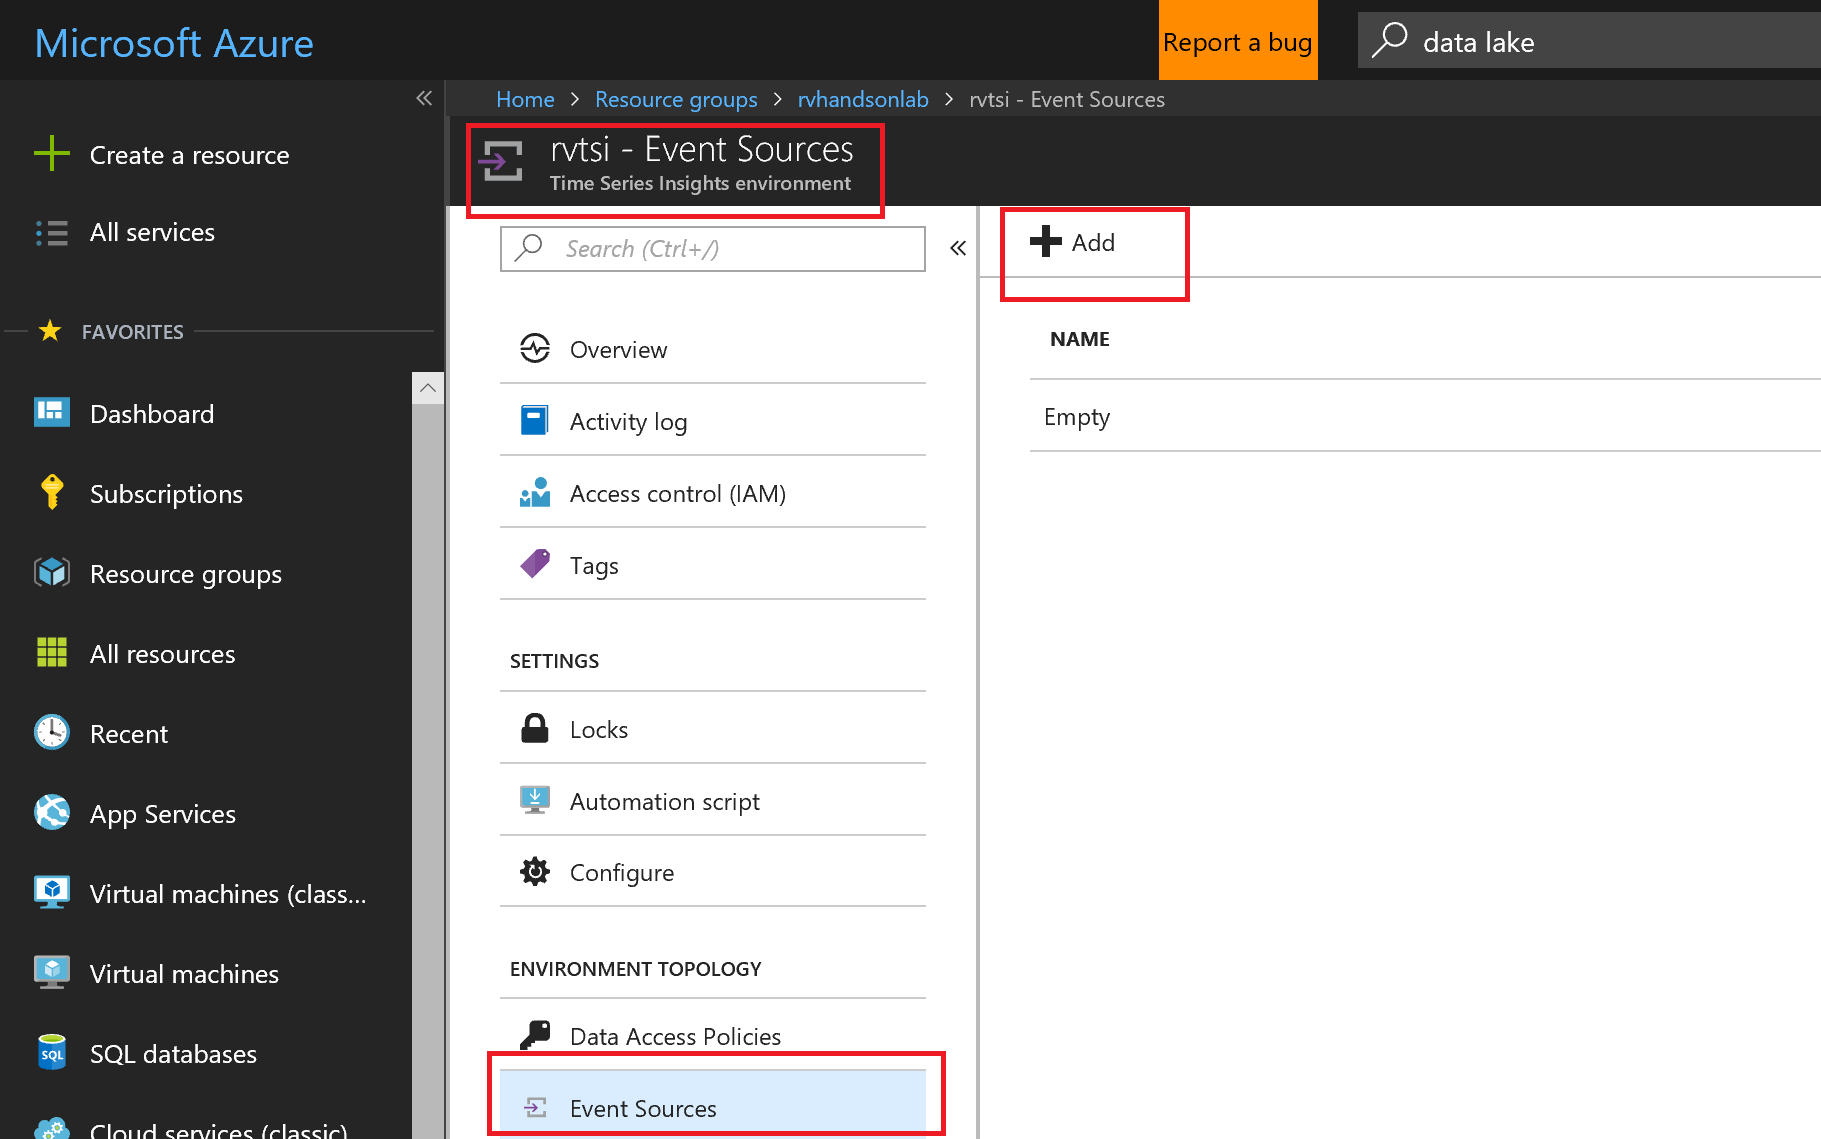 Microsoft Azure
Report a bug
data lake
Home > Resource groups > rvhandsonlab > rvtsi - Event Sources
rvtsi - Event Sources
Time Series Insights environment
Create a resource
All services
FAVORITES
Dashboard
Subscriptions
Resource groups
All resources
Recent
App Services
Virtual machines (class...
Virtual machines
SQL databases
SQL
Cloud services (classic)
Search (Ctrl+/)
Overview
Activity log
Access control (IAM)
Tags
SETTINGS
Locks
Automation script
Configure
ENVIRONMENT TOPOLOGY
Data Access Policies
Event Sources
Add
NAME
Empty